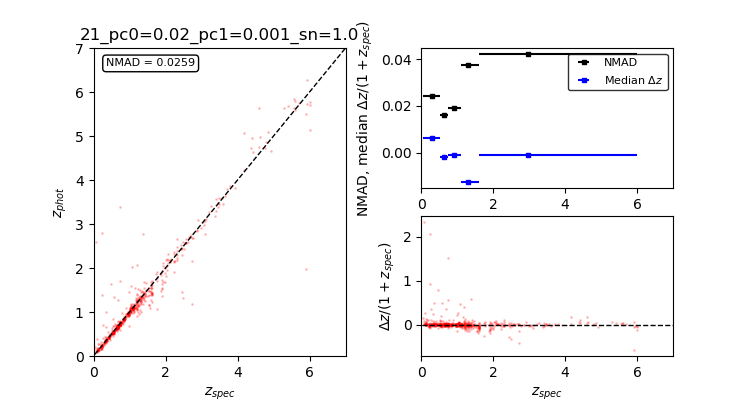 21_pc0=0.02_pc1=0.001_sn=1.0
NMAD = 0.0259
7
6
5
4
3
2
1
0
z_phot
0 2 4 6
z_spec
NMAD, median Δz/(1 + z_spec)
0.04
0.02
0.00
NMAD
Median Δz
0 2 4 6
Δz/(1 + z_spec)
2
1
0
0 2 4 6
z_spec